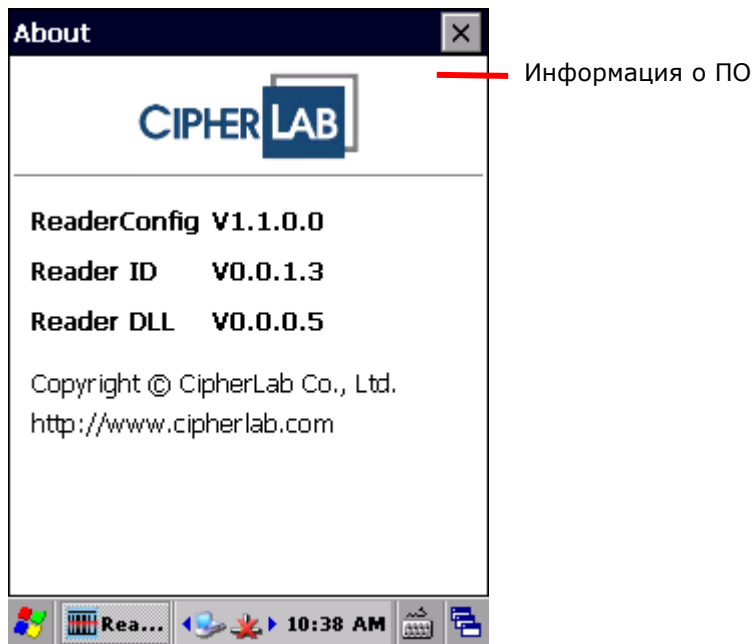 About
Информация о ПО
CIPHERLAB
ReaderConfig V1.1.0.0
Reader ID V0.0.1.3
Reader DLL V0.0.0.5
Copyright © CipherLab Co., Ltd.
http://www.cipherlab.com
Rea... 10:38 AM